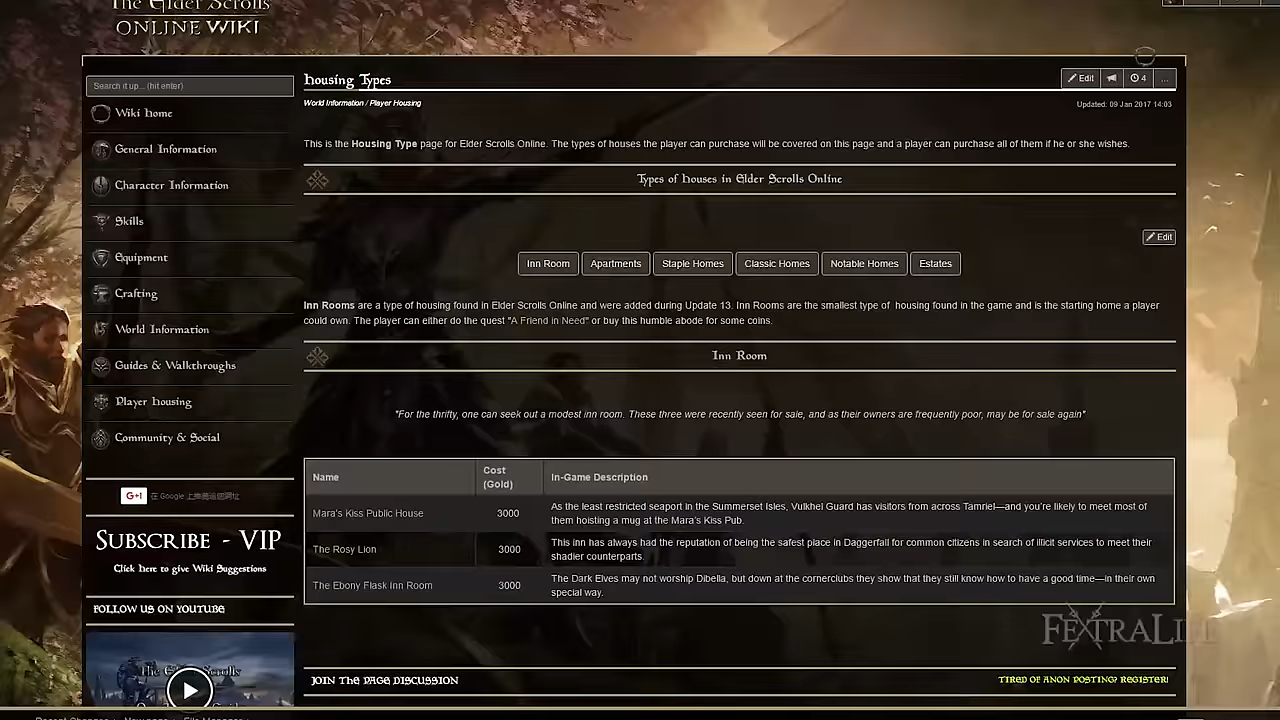 The Elder Scrolls
ONLINE WIKI
Search it up... (hit enter)
Wiki Home
General Information
Character Information
Skills
Equipment
Crafting
World Information
Guides & Walkthroughs
Player Housing
Community & Social
G+1 在 Google 上推薦這個網址
Subscribe - VIP
Click here to give Wiki Suggestions
FOLLOW US ON YOUTUBE
The Elder Scrolls
Housing Types
Edit
4
...
World Information / Player Housing
Updated: 09 Jan 2017 14:03
This is the Housing Type page for Elder Scrolls Online. The types of houses the player can purchase will be covered on this page and a player can purchase all of them if he or she wishes.
Types of Houses in Elder Scrolls Online
Edit
Inn Room Apartments Staple Homes Classic Homes Notable Homes Estates
Inn Rooms are a type of housing found in Elder Scrolls Online and were added during Update 13. Inn Rooms are the smallest type of housing found in the game and is the starting home a player
could own. The player can either do the quest "A Friend in Need" or buy this humble abode for some coins.
Inn Room
"For the thrifty, one can seek out a modest inn room. These three were recently seen for sale, and as their owners are frequently poor, may be for sale again"
Name Cost (Gold) In-Game Description
Mara's Kiss Public House 3000 As the least restricted seaport in the Summerset Isles, Vulkhel Guard has visitors from across Tamriel—and you're likely to meet most of
them hoisting a mug at the Mara's Kiss Pub.
The Rosy Lion 3000 This inn has always had the reputation of being the safest place in Daggerfall for common citizens in search of illicit services to meet their
shadier counterparts.
The Ebony Flask Inn Room 3000 The Dark Elves may not worship Dibella, but down at the cornerclubs they show that they still know how to have a good time—in their own
special way.
FEXTRALIFE
JOIN THE PAGE DISCUSSION
TIRED OF ANON POSTING? REGISTER!